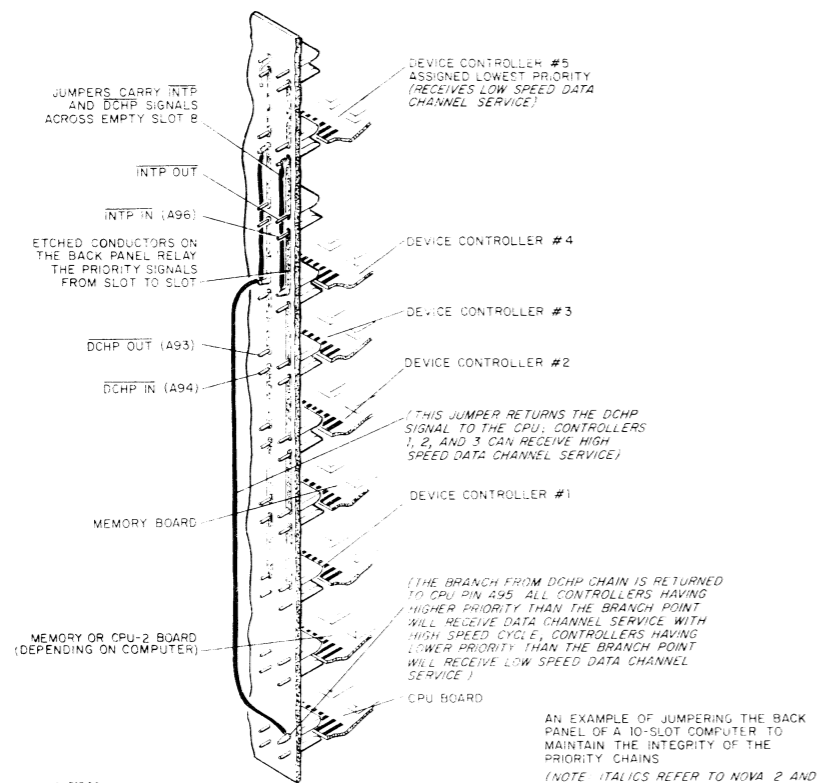 DEVICE CONTROLLER #5
ASSIGNED LOWEST PRIORITY
(RECEIVES LOW SPEED DATA
CHANNEL SERVICE)
JUMPERS CARRY INTP
AND DCHP SIGNALS
ACROSS EMPTY SLOT 8
INTP OUT
INTP IN (A96)
ETCHED CONDUCTORS ON
THE BACK PANEL RELAY
THE PRIORITY SIGNALS
FROM SLOT TO SLOT
DEVICE CONTROLLER #4
DEVICE CONTROLLER #3
DCHP OUT (A93)
DCHP IN (A94)
DEVICE CONTROLLER #2
(THIS JUMPER RETURNS THE DCHP
SIGNAL TO THE CPU; CONTROLLERS
1, 2, AND 3 CAN RECEIVE HIGH
SPEED DATA CHANNEL SERVICE)
DEVICE CONTROLLER #1
MEMORY BOARD
(THE BRANCH FROM DCHP CHAIN IS RETURNED
TO CPU PIN A95 ALL CONTROLLERS HAVING
HIGHER PRIORITY THAN THE BRANCH POINT
WILL RECEIVE DATA CHANNEL SERVICE WITH
HIGH SPEED CYCLE, CONTROLLERS HAVING
LOWER PRIORITY THAN THE BRANCH POINT
WILL RECEIVE LOW SPEED DATA CHANNEL
SERVICE )
MEMORY OR CPU-2 BOARD
(DEPENDING ON COMPUTER)
CPU BOARD
AN EXAMPLE OF JUMPERING THE BACK
PANEL OF A 10-SLOT COMPUTER TO
MAINTAIN THE INTEGRITY OF THE
PRIORITY CHAINS
(NOTE: ITALICS REFER TO NOVA 2 AND